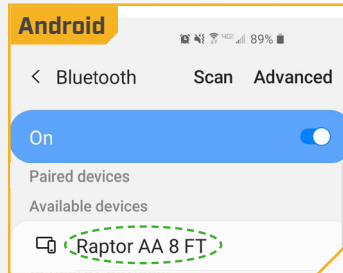 Android
89%
< Bluetooth Scan Advanced
On
Paired devices
Available devices
Raptor AA 8 FT